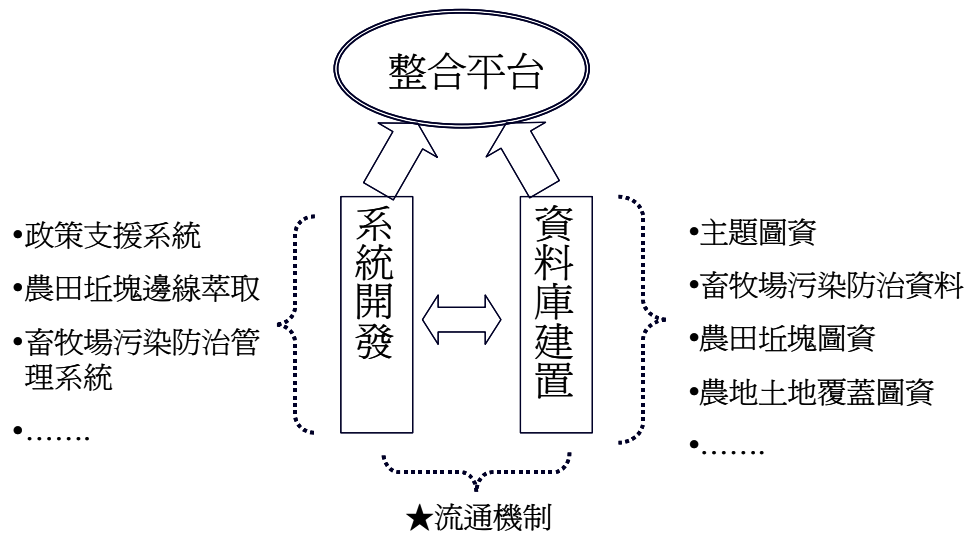 整合平台
系統開發
資料庫建置
•政策支援系統
•農田坵塊邊線萃取
•畜牧場污染防治管
理系統
•…….
•主題圖資
•畜牧場污染防治資料
•農田坵塊圖資
•農地土地覆蓋圖資
•…….
★流通機制